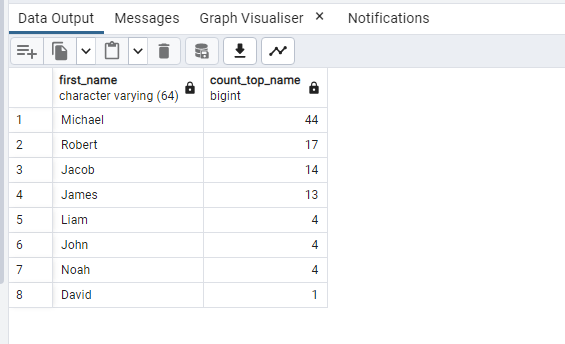 Data Output Messages Graph Visualiser × Notifications
first_name count_top_name
character varying (64) bigint
1 Michael 44
2 Robert 17
3 Jacob 14
4 James 13
5 Liam 4
6 John 4
7 Noah 4
8 David 1